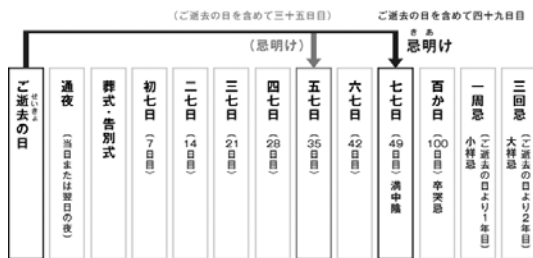 (ご逝去の日を含めて三十五日目)
ご逝去の日を含めて四十九日目
(忌明け)
きあ
忌明け
ご逝去の日
せいきょ
通夜
(当日または翌日の夜)
葬式・告別式
初七日
(7日目)
二七日
(14日目)
三七日
(21日目)
四七日
(28日目)
五七日
(35日目)
六七日
(42日目)
七七日
(49日目)
満中陰
百か日
(100日目)
卒哭忌
一周忌
(ご逝去の日より1年目)
小祥忌
三回忌
(ご逝去の日より2年目)
大祥忌